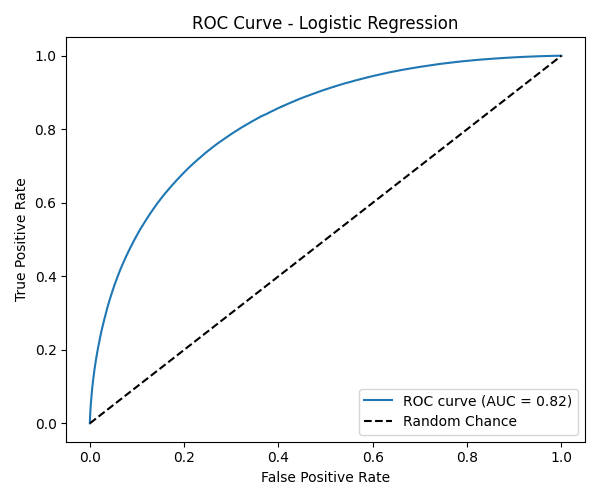 ROC Curve - Logistic Regression
True Positive Rate
1.0
0.8
0.6
0.4
0.2
0.0
ROC curve (AUC = 0.82)
Random Chance
0.0 0.2 0.4 0.6 0.8 1.0
False Positive Rate